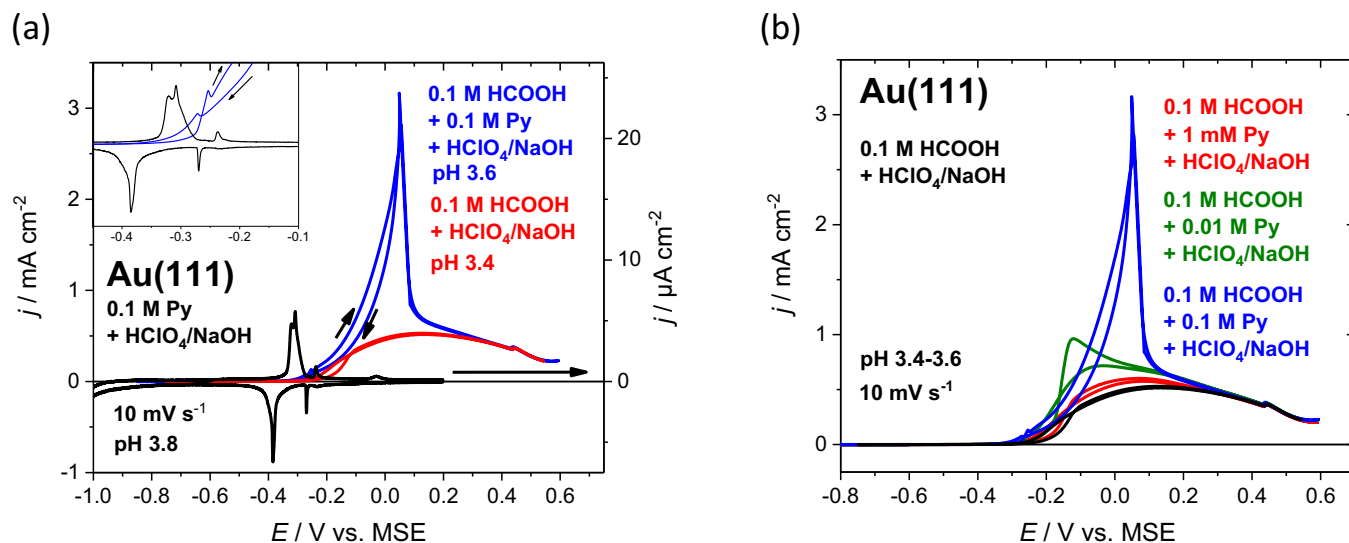 (a)
j / mA cm-2
3
2
1
0
-1
-0.4
-0.3
-0.2
-0.1
Au(111)
0.1 M Py
+ HClO4/NaOH
10 mV s-1
pH 3.8
0.1 M HCOOH
+ 0.1 M Py
+ HClO4/NaOH
pH 3.6
0.1 M HCOOH
+ HClO4/NaOH
pH 3.4
20
10
0
j / µA cm-2
-1.0 -0.8 -0.6 -0.4 -0.2 0.0 0.2 0.4 0.6
E / V vs. MSE
(b)
j / mA cm-2
3
2
1
0
Au(111)
0.1 M HCOOH
+ HClO4/NaOH
0.1 M HCOOH
+ 1 mM Py
+ HClO4/NaOH
0.1 M HCOOH
+ 0.01 M Py
+ HClO4/NaOH
0.1 M HCOOH
+ 0.1 M Py
+ HClO4/NaOH
pH 3.4-3.6
10 mV s-1
-0.8 -0.6 -0.4 -0.2 0.0 0.2 0.4 0.6
E / V vs. MSE